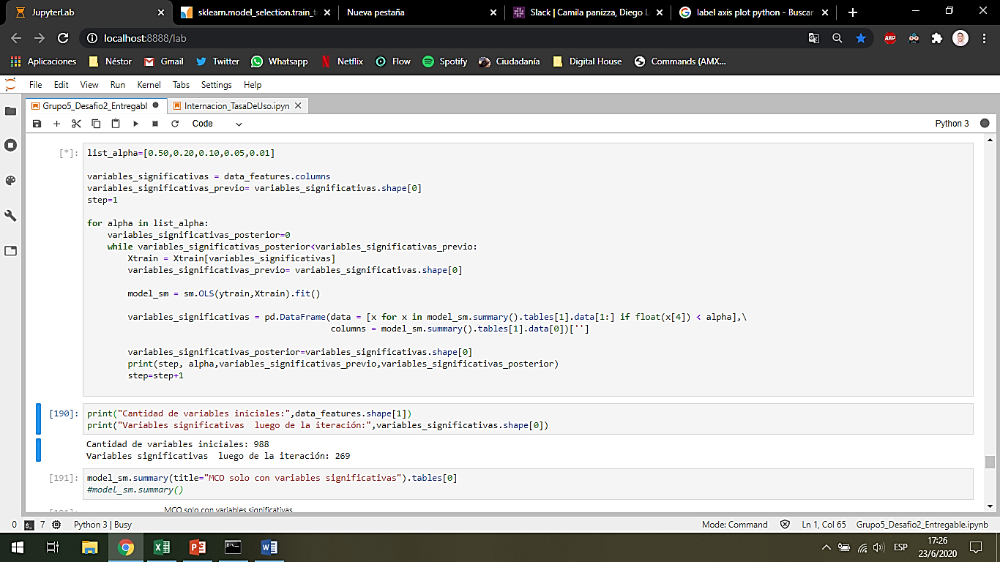 JupyterLab
sklearn.model_selection.train_t
Nueva pestaña
Slack | Camila panizza, Diego L
label axis plot python - Buscar
localhost:8888/lab
ABP
Aplicaciones
Néstor
Gmail
Twitter
Whatsapp
Netflix
Flow
Spotify
Ciudadanía
Digital House
Commands (AMX...
File Edit View Run Kernel Tabs Settings Help
Grupo5_Desafio2_Entregabl
Internacion_TasaDeUso.ipyn
Code
Python 3
[*]:
list_alpha=[0.50,0.20,0.10,0.05,0.01]
variables_significativas = data_features.columns
variables_significativas_previo= variables_significativas.shape[0]
step=1
for alpha in list_alpha:
variables_significativas_posterior=0
while variables_significativas_posterior<variables_significativas_previo:
Xtrain = Xtrain[variables_significativas]
variables_significativas_previo= variables_significativas.shape[0]
model_sm = sm.OLS(ytrain,Xtrain).fit()
variables_significativas = pd.DataFrame(data = [x for x in model_sm.summary().tables[1].data[1:] if float(x[4]) < alpha],\
columns = model_sm.summary().tables[1].data[0])['']
variables_significativas_posterior=variables_significativas.shape[0]
print(step, alpha,variables_significativas_previo,variables_significativas_posterior)
step=step+1
[190]:
print("Cantidad de variables iniciales:",data_features.shape[1])
print("Variables significativas  luego de la iteración:",variables_significativas.shape[0])
Cantidad de variables iniciales: 988
Variables significativas  luego de la iteración: 269
[191]:
model_sm.summary(title="MCO solo con variables significativas").tables[0]
#model_sm.summary()
[191]:
MCO solo con variables significativas
0
7
Python 3 | Busy
Mode: Command
Ln 1, Col 65
Grupo5_Desafio2_Entregable.ipynb
ESP
17:26
23/6/2020